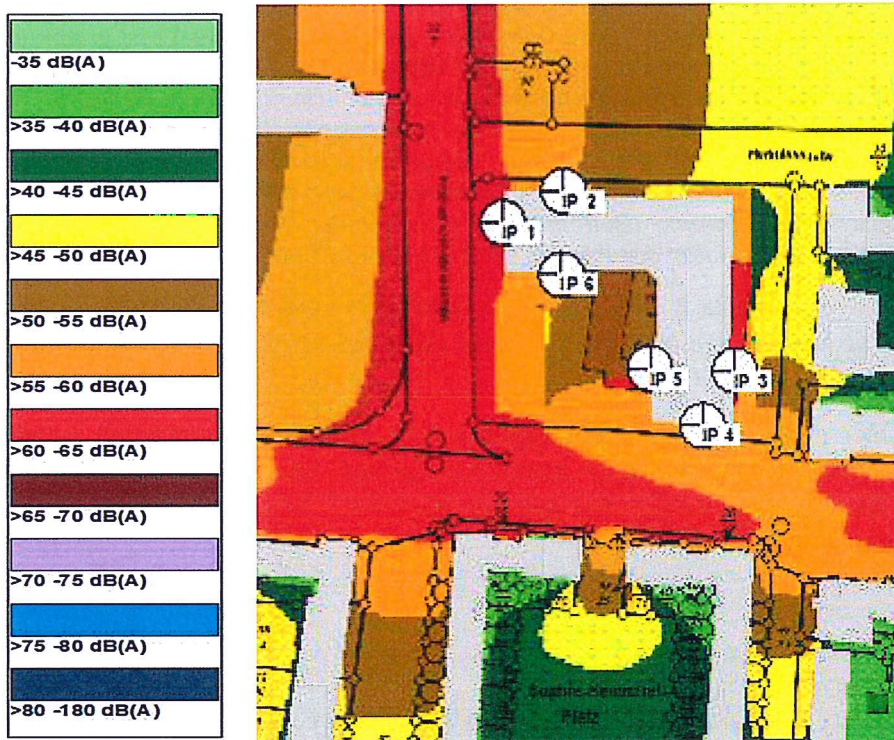 -35 dB(A)
>35 -40 dB(A)
>40 -45 dB(A)
>45 -50 dB(A)
>50 -55 dB(A)
>55 -60 dB(A)
>60 -65 dB(A)
>65 -70 dB(A)
>70 -75 dB(A)
>75 -80 dB(A)
>80 -180 dB(A)
IP 2
IP 1
IP 6
IP 5
IP 3
IP 4
Platz